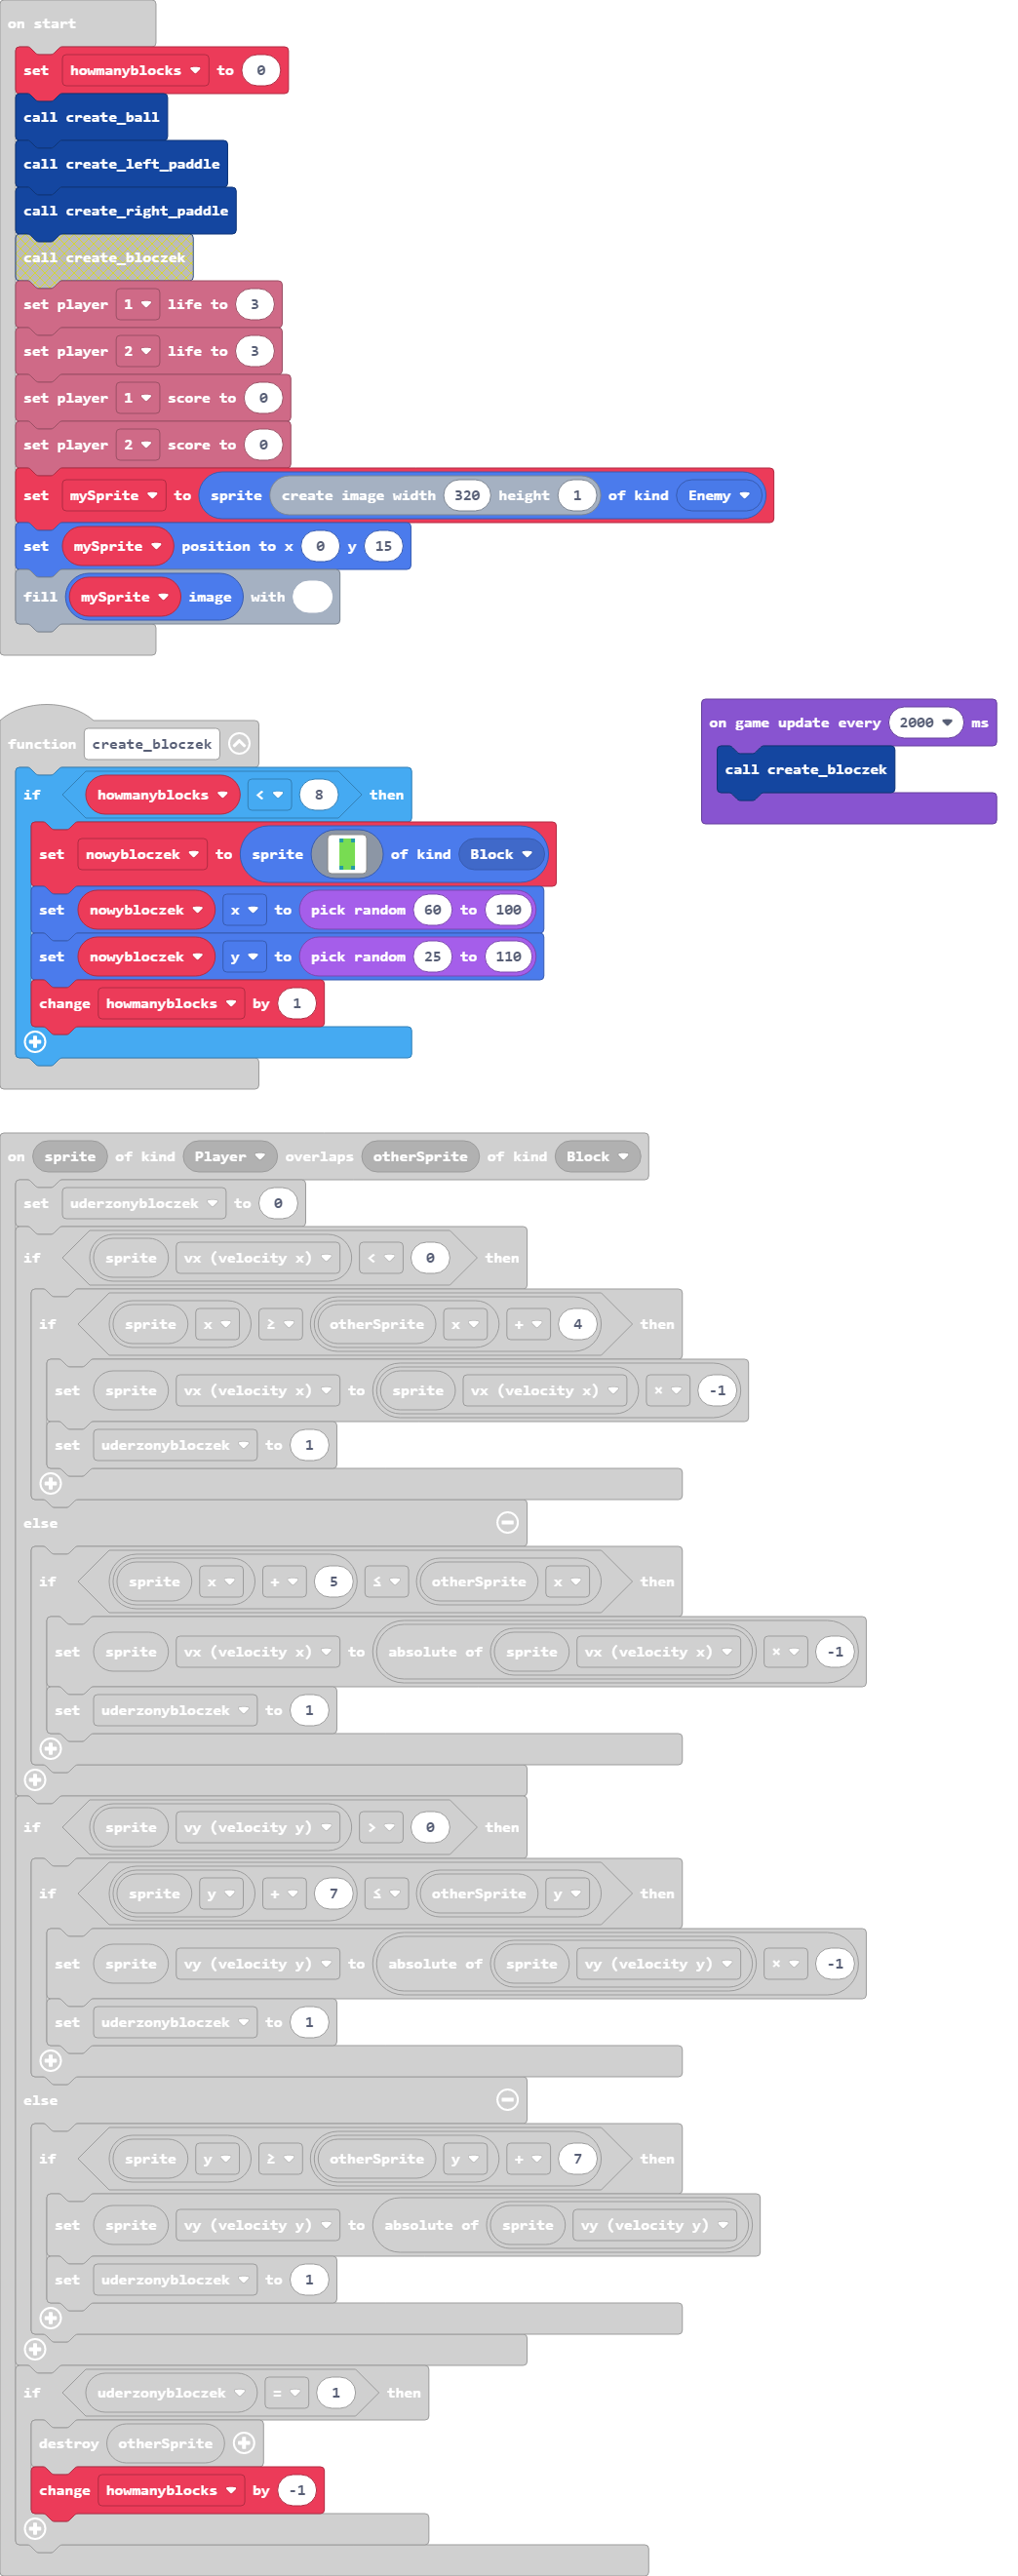 on start
set howmanyblocks to 0
call create_ball
call create_left_paddle
call create_right_paddle
call create_bloczek
set player 1 life to 3
set player 2 life to 3
set player 1 score to 0
set player 2 score to 0
set mySprite to sprite create image width 320 height 1 of kind Enemy
set mySprite position to x 0 y 15
fill mySprite image with
function create_bloczek
if howmanyblocks < 8 then
set nowybloczek to sprite of kind Block
set nowybloczek x to pick random 60 to 100
set nowybloczek y to pick random 25 to 110
change howmanyblocks by 1
on game update every 2000 ms
call create_bloczek
on sprite of kind Player overlaps otherSprite of kind Block
set uderzonybloczek to 0
if sprite vx (velocity x) < 0 then
if sprite x ≥ otherSprite x + 4 then
set sprite vx (velocity x) to sprite vx (velocity x) × -1
set uderzonybloczek to 1
else
if sprite x + 5 ≤ otherSprite x then
set sprite vx (velocity x) to absolute of sprite vx (velocity x) × -1
set uderzonybloczek to 1
if sprite vy (velocity y) > 0 then
if sprite y + 7 ≤ otherSprite y then
set sprite vy (velocity y) to absolute of sprite vy (velocity y) × -1
set uderzonybloczek to 1
else
if sprite y ≥ otherSprite y + 7 then
set sprite vy (velocity y) to absolute of sprite vy (velocity y)
set uderzonybloczek to 1
if uderzonybloczek = 1 then
destroy otherSprite
change howmanyblocks by -1